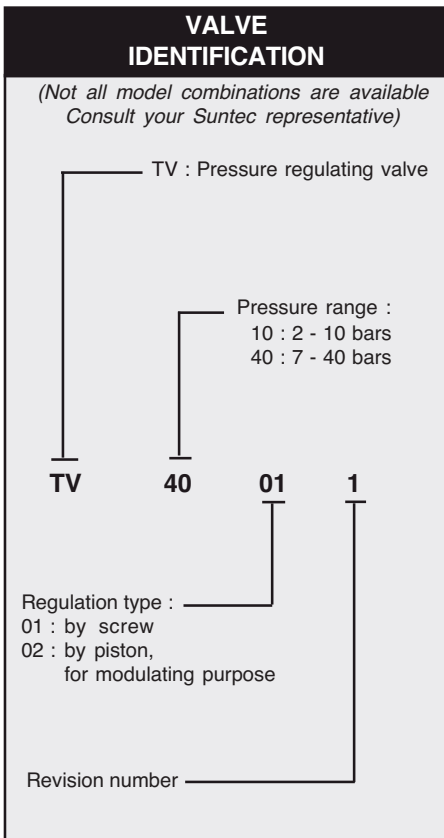 VALVE
IDENTIFICATION
(Not all model combinations are available
Consult your Suntec representative)
TV : Pressure regulating valve
Pressure range :
10 : 2 - 10 bars
40 : 7 - 40 bars
TV 40 01 1
Regulation type :
01 : by screw
02 : by piston,
for modulating purpose
Revision number